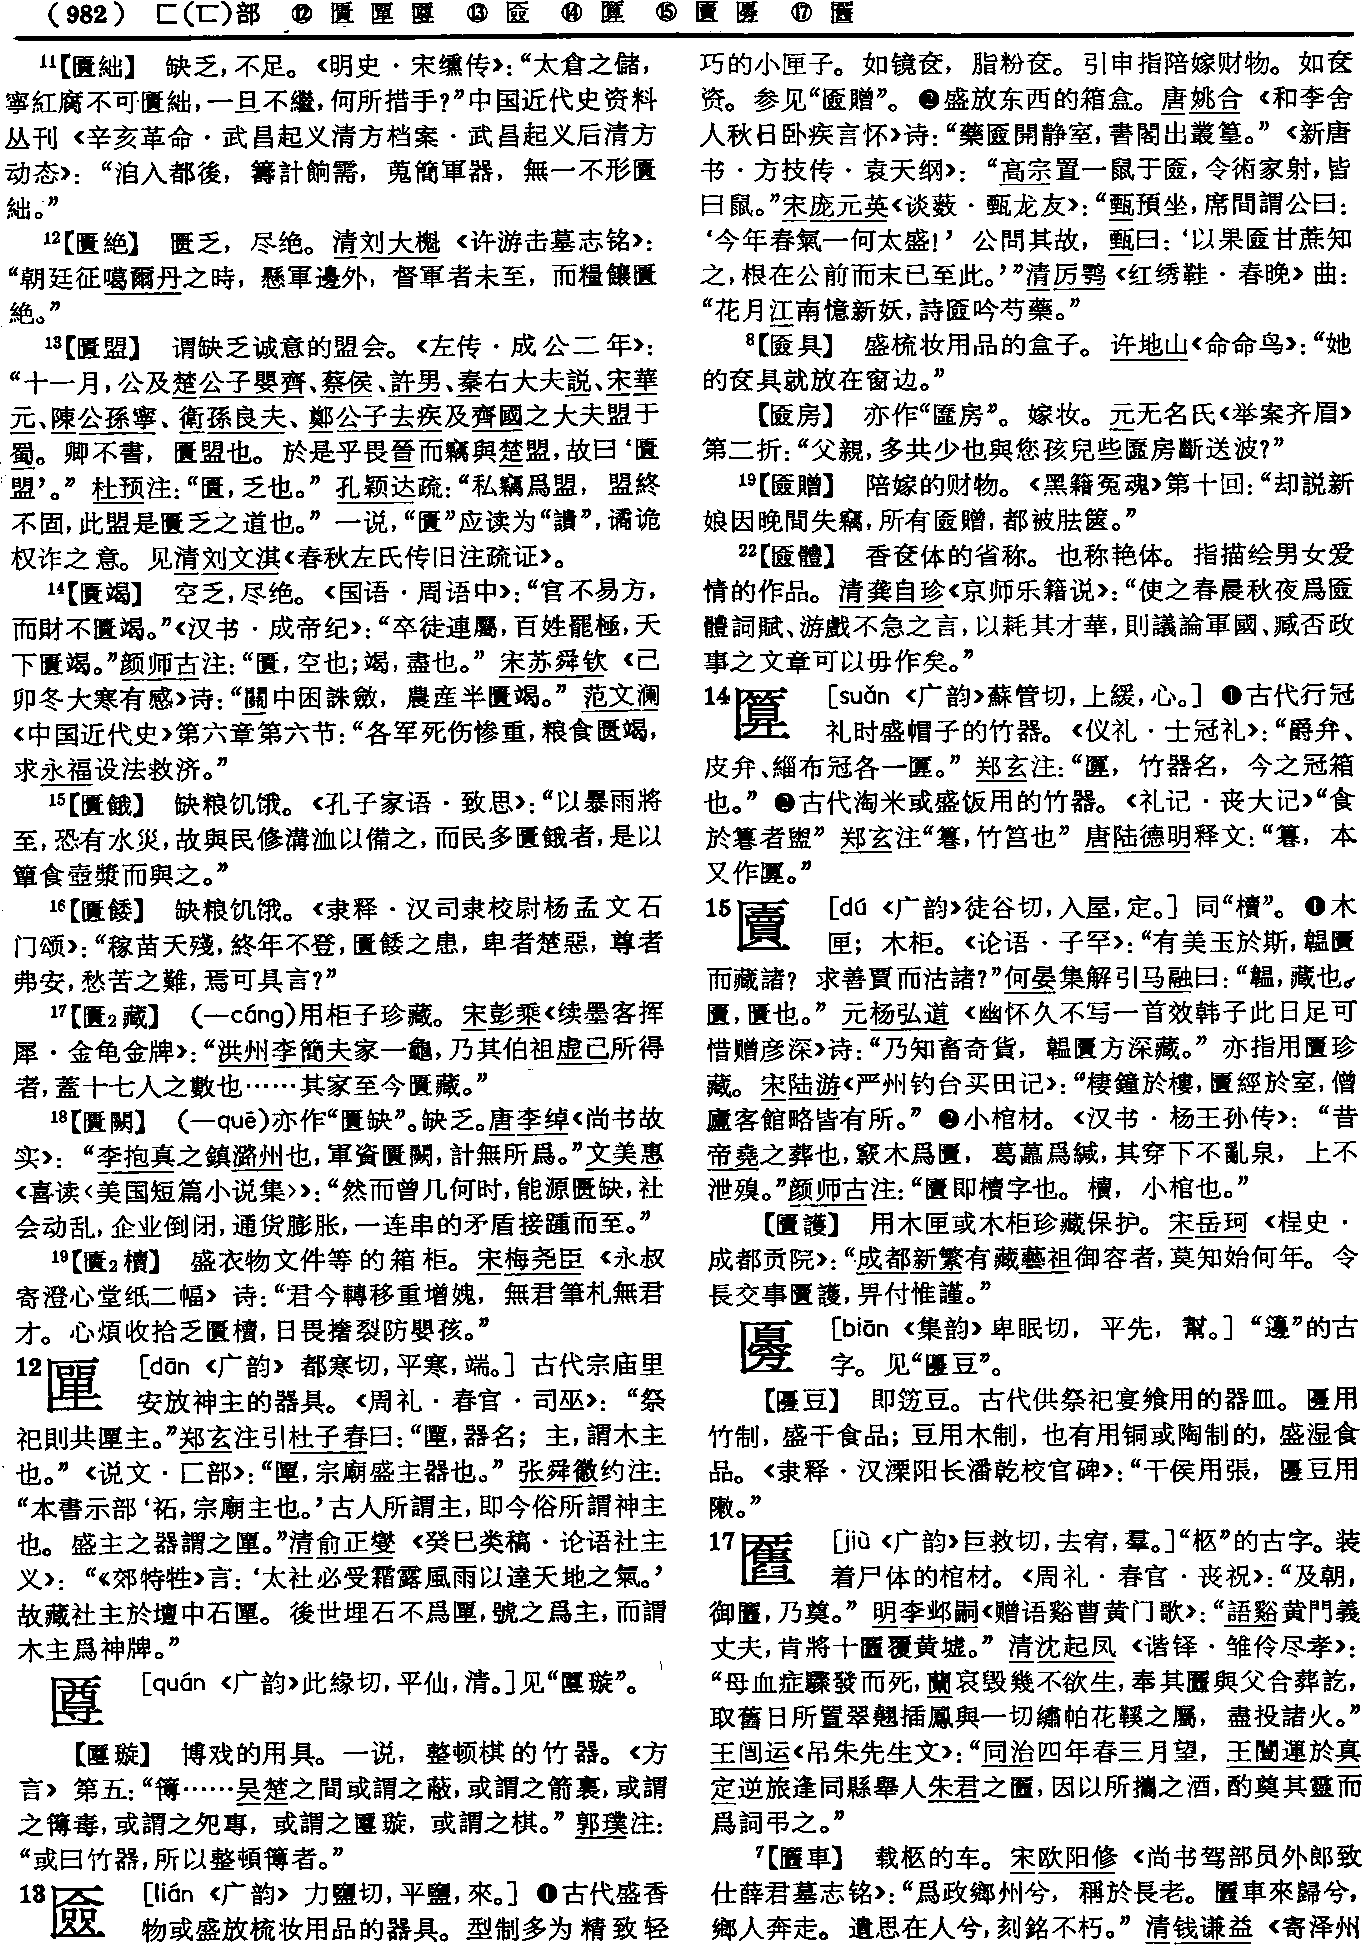 (982) 匚(匸)部 ⑫ 匱 匰 𠥙 ⑬ 匳 ⑭ 匴 ⑮ 匵 𠥣 ⑰ 匶
11【匱絀】 缺乏,不足。《明史·宋纁传》:“太倉之儲,
寧紅腐不可匱絀,一旦不繼,何所措手?”中国近代史资料
丛刊《辛亥革命·武昌起义清方档案·武昌起义后清方
动态》:“洎入都後,籌計餉需,蒐簡軍器,無一不形匱
絀。”
12【匱絶】 匮乏,尽绝。清刘大櫆《许游击墓志铭》:
“朝廷征噶爾丹之時,懸軍邊外,督軍者未至,而糧饟匱
絶。”
13【匱盟】 谓缺乏诚意的盟会。《左传·成公二年》:
“十一月,公及楚公子嬰齊、蔡侯、許男、秦右大夫説、宋華
元、陳公孫寧、衛孫良夫、鄭公子去疾及齊國之大夫盟于
蜀。卿不書,匱盟也。於是乎畏晉而竊與楚盟,故曰‘匱
盟’。”杜预注:“匱,乏也。”孔颖达疏:“私竊爲盟,盟終
不固,此盟是匱乏之道也。”一说,“匱”应读为“讃”,谲诡
权诈之意。见清刘文淇《春秋左氏传旧注疏证》。
14【匱竭】 空乏,尽绝。《国语·周语中》:“官不易方,
而財不匱竭。”《汉书·成帝纪》:“卒徒連屬,百姓罷極,天
下匱竭。”颜师古注:“匱,空也;竭,盡也。”宋苏舜钦《己
卯冬大寒有感》诗:“關中困誅斂,農産半匱竭。”范文澜
《中国近代史》第六章第六节:“各军死伤惨重,粮食匮竭,
求永福设法救济。”
15【匱餓】 缺粮饥饿。《孔子家语·致思》:“以暴雨將
至,恐有水災,故與民修溝洫以備之,而民多匱餓者,是以
簞食壺漿而與之。”
16【匱餧】 缺粮饥饿。《隶释·汉司隶校尉杨孟文石
门颂》:“稼苗夭殘,終年不登,匱餧之患,卑者楚惡,尊者
弗安,愁苦之難,焉可具言?”
17【匱2藏】 (—cáng)用柜子珍藏。宋彭乘《续墨客挥
犀·金龟金牌》:“洪州李簡夫家一龜,乃其伯祖虚己所得
者,蓋十七人之數也……其家至今匱藏。”
18【匱闕】 (—quē)亦作“匱缺”。缺乏。唐李绰《尚书故
实》:“李抱真之鎮潞州也,軍資匱闕,計無所爲。”文美惠
《喜读〈美国短篇小说集〉》:“然而曾几何时,能源匮缺,社
会动乱,企业倒闭,通货膨胀,一连串的矛盾接踵而至。”
19【匱2櫝】 盛衣物文件等的箱柜。宋梅尧臣《永叔
寄澄心堂纸二幅》诗:“君今轉移重增媿,無君筆札無君
才。心煩收拾乏匱櫝,日畏撦裂防嬰孩。”
12匰 [dān《广韵》都寒切,平寒,端。]古代宗庙里
安放神主的器具。《周礼·春官·司巫》:“祭
祀則共匰主。”郑玄注引杜子春曰:“匰,器名;主,謂木主
也。”《说文·匚部》:“匰,宗廟盛主器也。”张舜徽约注:
“本書示部‘祏,宗廟主也。’古人所謂主,即今俗所謂神主
也。盛主之器謂之匰。”清俞正燮《癸巳类稿·论语社主
义》:“《郊特牲》言:‘太社必受霜露風雨以達天地之氣。’
故藏社主於壇中石匰。後世埋石不爲匰,號之爲主,而謂
木主爲神牌。”
𠥙 [quán《广韵》此緣切,平仙,清。]见“𠥙璇”。
【𠥙璇】 博戏的用具。一说,整顿棋的竹器。《方
言》第五:“簙……吴楚之間或謂之蔽,或謂之箭裏,或謂
之簙毒,或謂之夗專,或謂之𠥙璇,或謂之棋。”郭璞注:
“或曰竹器,所以整頓簙者。”
13匳 [lián《广韵》力鹽切,平鹽,來。]❶古代盛香
物或盛放梳妆用品的器具。型制多为精致轻
巧的小匣子。如镜奁,脂粉奁。引申指陪嫁财物。如奁
资。参见“匳贈”。❷盛放东西的箱盒。唐姚合《和李舍
人秋日卧疾言怀》诗:“藥匳開静室,書閣出叢篁。”《新唐
书·方技传·袁天纲》:“高宗置一鼠于匳,令術家射,皆
曰鼠。”宋庞元英《谈薮·甄龙友》:“甄預坐,席間謂公曰:
‘今年春氣一何太盛!’公問其故,甄曰:‘以果匳甘蔗知
之,根在公前而末已至此。’”清厉鹗《红绣鞋·春晚》曲:
“花月江南憶新妖,詩匳吟芍藥。”
8【匳具】 盛梳妆用品的盒子。许地山《命命鸟》:“她
的奁具就放在窗边。”
【匳房】 亦作“匲房”。嫁妆。元无名氏《举案齐眉》
第二折:“父親,多共少也與您孩兒些匲房斷送波?”
19【匳贈】 陪嫁的财物。《黑籍冤魂》第十回:“却説新
娘因晚間失竊,所有匳贈,都被胠篋。”
22【匳體】 香奁体的省称。也称艳体。指描绘男女爱
情的作品。清龚自珍《京师乐籍说》:“使之春晨秋夜爲匳
體詞賦、游戲不急之言,以耗其才華,則議論軍國、臧否政
事之文章可以毋作矣。”
14匴 [suǎn《广韵》蘇管切,上緩,心。]❶古代行冠
礼时盛帽子的竹器。《仪礼·士冠礼》:“爵弁、
皮弁、緇布冠各一匴。”郑玄注:“匴,竹器名,今之冠箱
也。”❷古代淘米或盛饭用的竹器。《礼记·丧大记》“食
於篹者盥”郑玄注“篹,竹筥也”唐陆德明释文:“篹,本
又作匴。”
15匵 [dú《广韵》徒谷切,入屋,定。]同“櫝”。❶木
匣;木柜。《论语·子罕》:“有美玉於斯,韞匵
而藏諸?求善賈而沽諸?”何晏集解引马融曰:“韞,藏也。
匵,匱也。”元杨弘道《幽怀久不写一首效韩子此日足可
惜赠彦深》诗:“乃知畜奇貨,韞匵方深藏。”亦指用匱珍
藏。宋陆游《严州钓台买田记》:“棲鐘於樓,匵經於室,僧
廬客館略皆有所。”❷小棺材。《汉书·杨王孙传》:“昔
帝堯之葬也,窾木爲匵,葛藟爲緘,其穿下不亂泉,上不
泄殠。”颜师古注:“匵即櫝字也。櫝,小棺也。”
【匵護】 用木匣或木柜珍藏保护。宋岳珂《桯史·
成都贡院》:“成都新繁有藏藝祖御容者,莫知始何年。令
長交事匵護,畀付惟謹。”
𠥣 [biān《集韵》卑眠切,平先,幫。]“籩”的古
字。见“𠥣豆”。
【𠥣豆】 即笾豆。古代供祭祀宴飨用的器皿。𠥣用
竹制,盛干食品;豆用木制,也有用铜或陶制的,盛湿食
品。《隶释·汉溧阳长潘乾校官碑》:“干侯用張,𠥣豆用
敶。”
17匶 [jiù《广韵》巨救切,去宥,羣。]“柩”的古字。装
着尸体的棺材。《周礼·春官·丧祝》:“及朝,
御匶,乃奠。”明李邺嗣《赠语谿曹黄门歌》:“語谿黄門義
丈夫,肯將十匶覆黄墟。”清沈起凤《谐铎·雏伶尽孝》:
“母血症驟發而死,蘭哀毁幾不欲生,奉其匶與父合葬訖,
取舊日所置翠翹插鳳與一切繡帕花鞵之屬,盡投諸火。”
王闿运《吊朱先生文》:“同治四年春三月望,王闓運於真
定逆旅逢同縣舉人朱君之匶,因以所攜之酒,酌奠其靈而
爲詞弔之。”
7【匶車】 载柩的车。宋欧阳修《尚书驾部员外郎致
仕薛君墓志铭》:“爲政鄉州兮,稱於長老。匶車來歸兮,
鄉人奔走。遺思在人兮,刻銘不朽。”清钱谦益《寄泽州